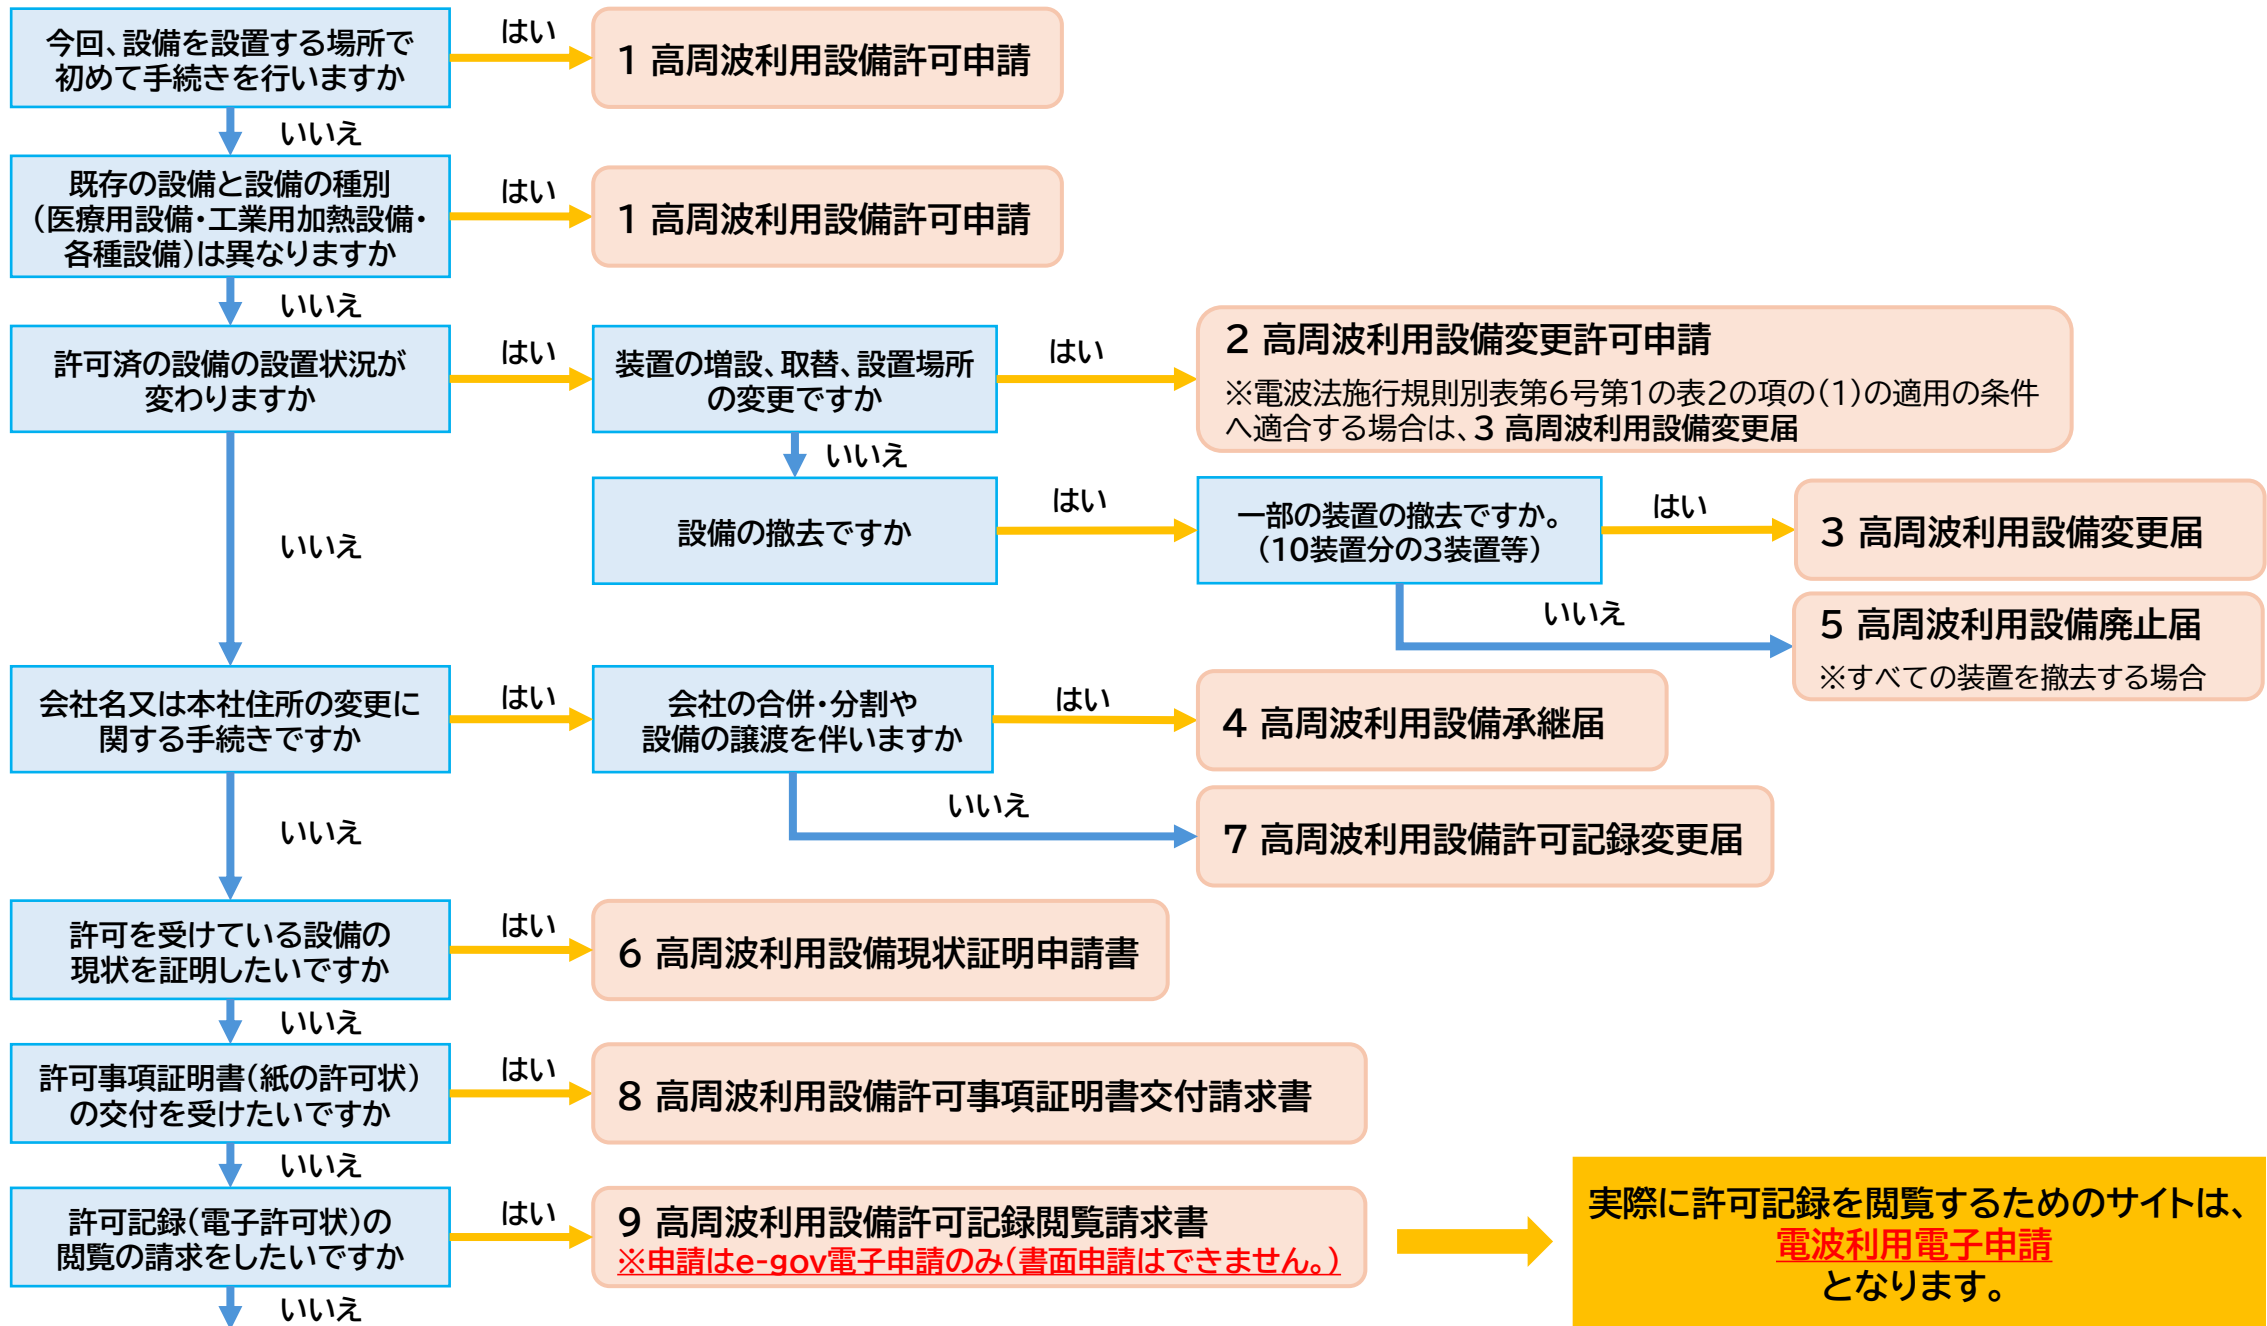 今回、設備を設置する場所で
初めて手続きを行いますか
はい
1 高周波利用設備許可申請
いいえ
既存の設備と設備の種別
(医療用設備・工業用加熱設備・
各種設備)は異なりますか
はい
1 高周波利用設備許可申請
いいえ
許可済の設備の設置状況が
変わりますか
はい
装置の増設、取替、設置場所
の変更ですか
はい
2 高周波利用設備変更許可申請
※電波法施行規則別表第6号第1の表2の項の(1)の適用の条件
へ適合する場合は、3 高周波利用設備変更届
いいえ
設備の撤去ですか
はい
一部の装置の撤去ですか。
(10装置分の3装置等)
はい
3 高周波利用設備変更届
いいえ
5 高周波利用設備廃止届
※すべての装置を撤去する場合
いいえ
会社名又は本社住所の変更に
関する手続きですか
はい
会社の合併・分割や
設備の譲渡を伴いますか
はい
4 高周波利用設備承継届
いいえ
7 高周波利用設備許可記録変更届
いいえ
許可を受けている設備の
現状を証明したいですか
はい
6 高周波利用設備現状証明申請書
いいえ
許可事項証明書(紙の許可状)
の交付を受けたいですか
はい
8 高周波利用設備許可事項証明書交付請求書
いいえ
許可記録(電子許可状)の
閲覧の請求をしたいですか
はい
9 高周波利用設備許可記録閲覧請求書
※申請はe-gov電子申請のみ(書面申請はできません。)
実際に許可記録を閲覧するためのサイトは、
電波利用電子申請
となります。
いいえ